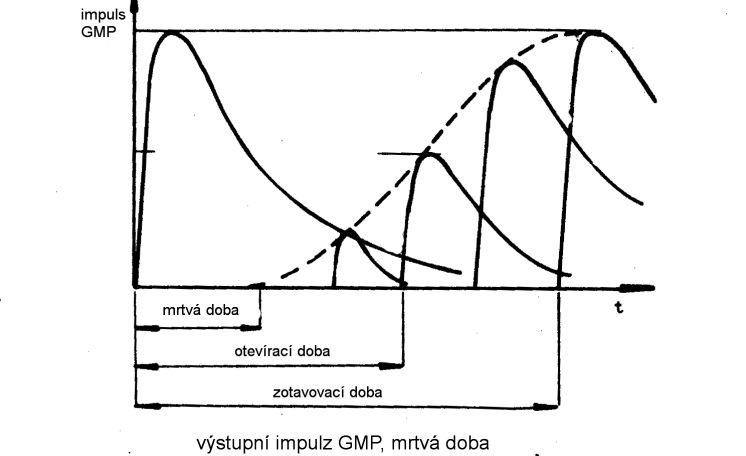 impuls
GMP
t
mrtvá doba
otevírací doba
zotavovací doba
výstupní impulz GMP, mrtvá doba